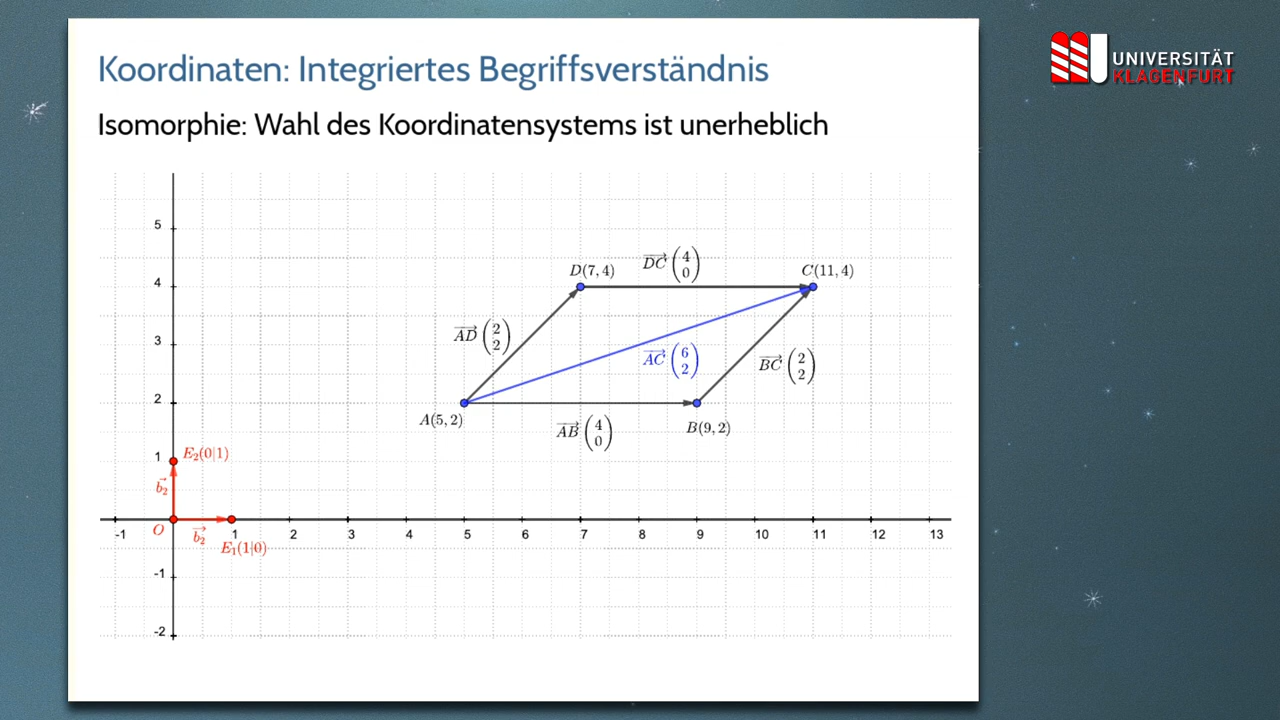 Koordinaten: Integriertes Begriffsverständnis
UNIVERSITÄT
KLAGENFURT
Isomorphie: Wahl des Koordinatensystems ist unerheblich
5
4
3
2
1
-1
-2
-1 1 2 3 4 5 6 7 8 9 10 11 12 13
D(7,4)
DC (4 0)
C(11,4)
AD (2 2)
AC (6 2)
BC (2 2)
A(5,2)
AB (4 0)
B(9,2)
E₂(0|1)
b₂
O
b₂
E₁(1|0)